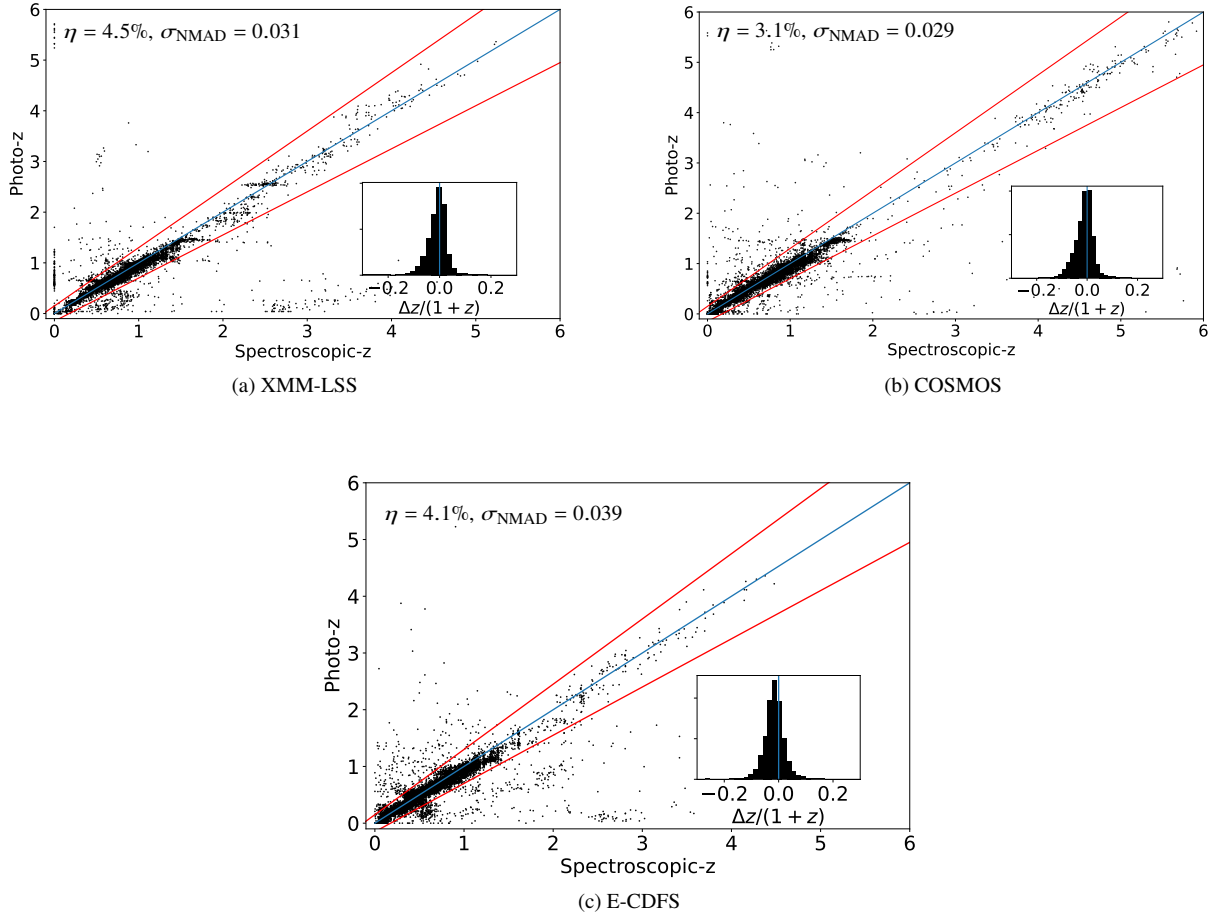 η = 4.5%, σNMAD = 0.031
Photo-z
6
5
4
3
2
1
0
−0.2 0.0 0.2
Δz/(1 + z)
0 1 2 3 4 5 6
Spectroscopic-z
(a) XMM-LSS
η = 3.1%, σNMAD = 0.029
Photo-z
6
5
4
3
2
1
0
−0.2 0.0 0.2
Δz/(1 + z)
0 1 2 3 4 5 6
Spectroscopic-z
(b) COSMOS
η = 4.1%, σNMAD = 0.039
Photo-z
6
5
4
3
2
1
0
−0.2 0.0 0.2
Δz/(1 + z)
0 1 2 3 4 5 6
Spectroscopic-z
(c) E-CDFS